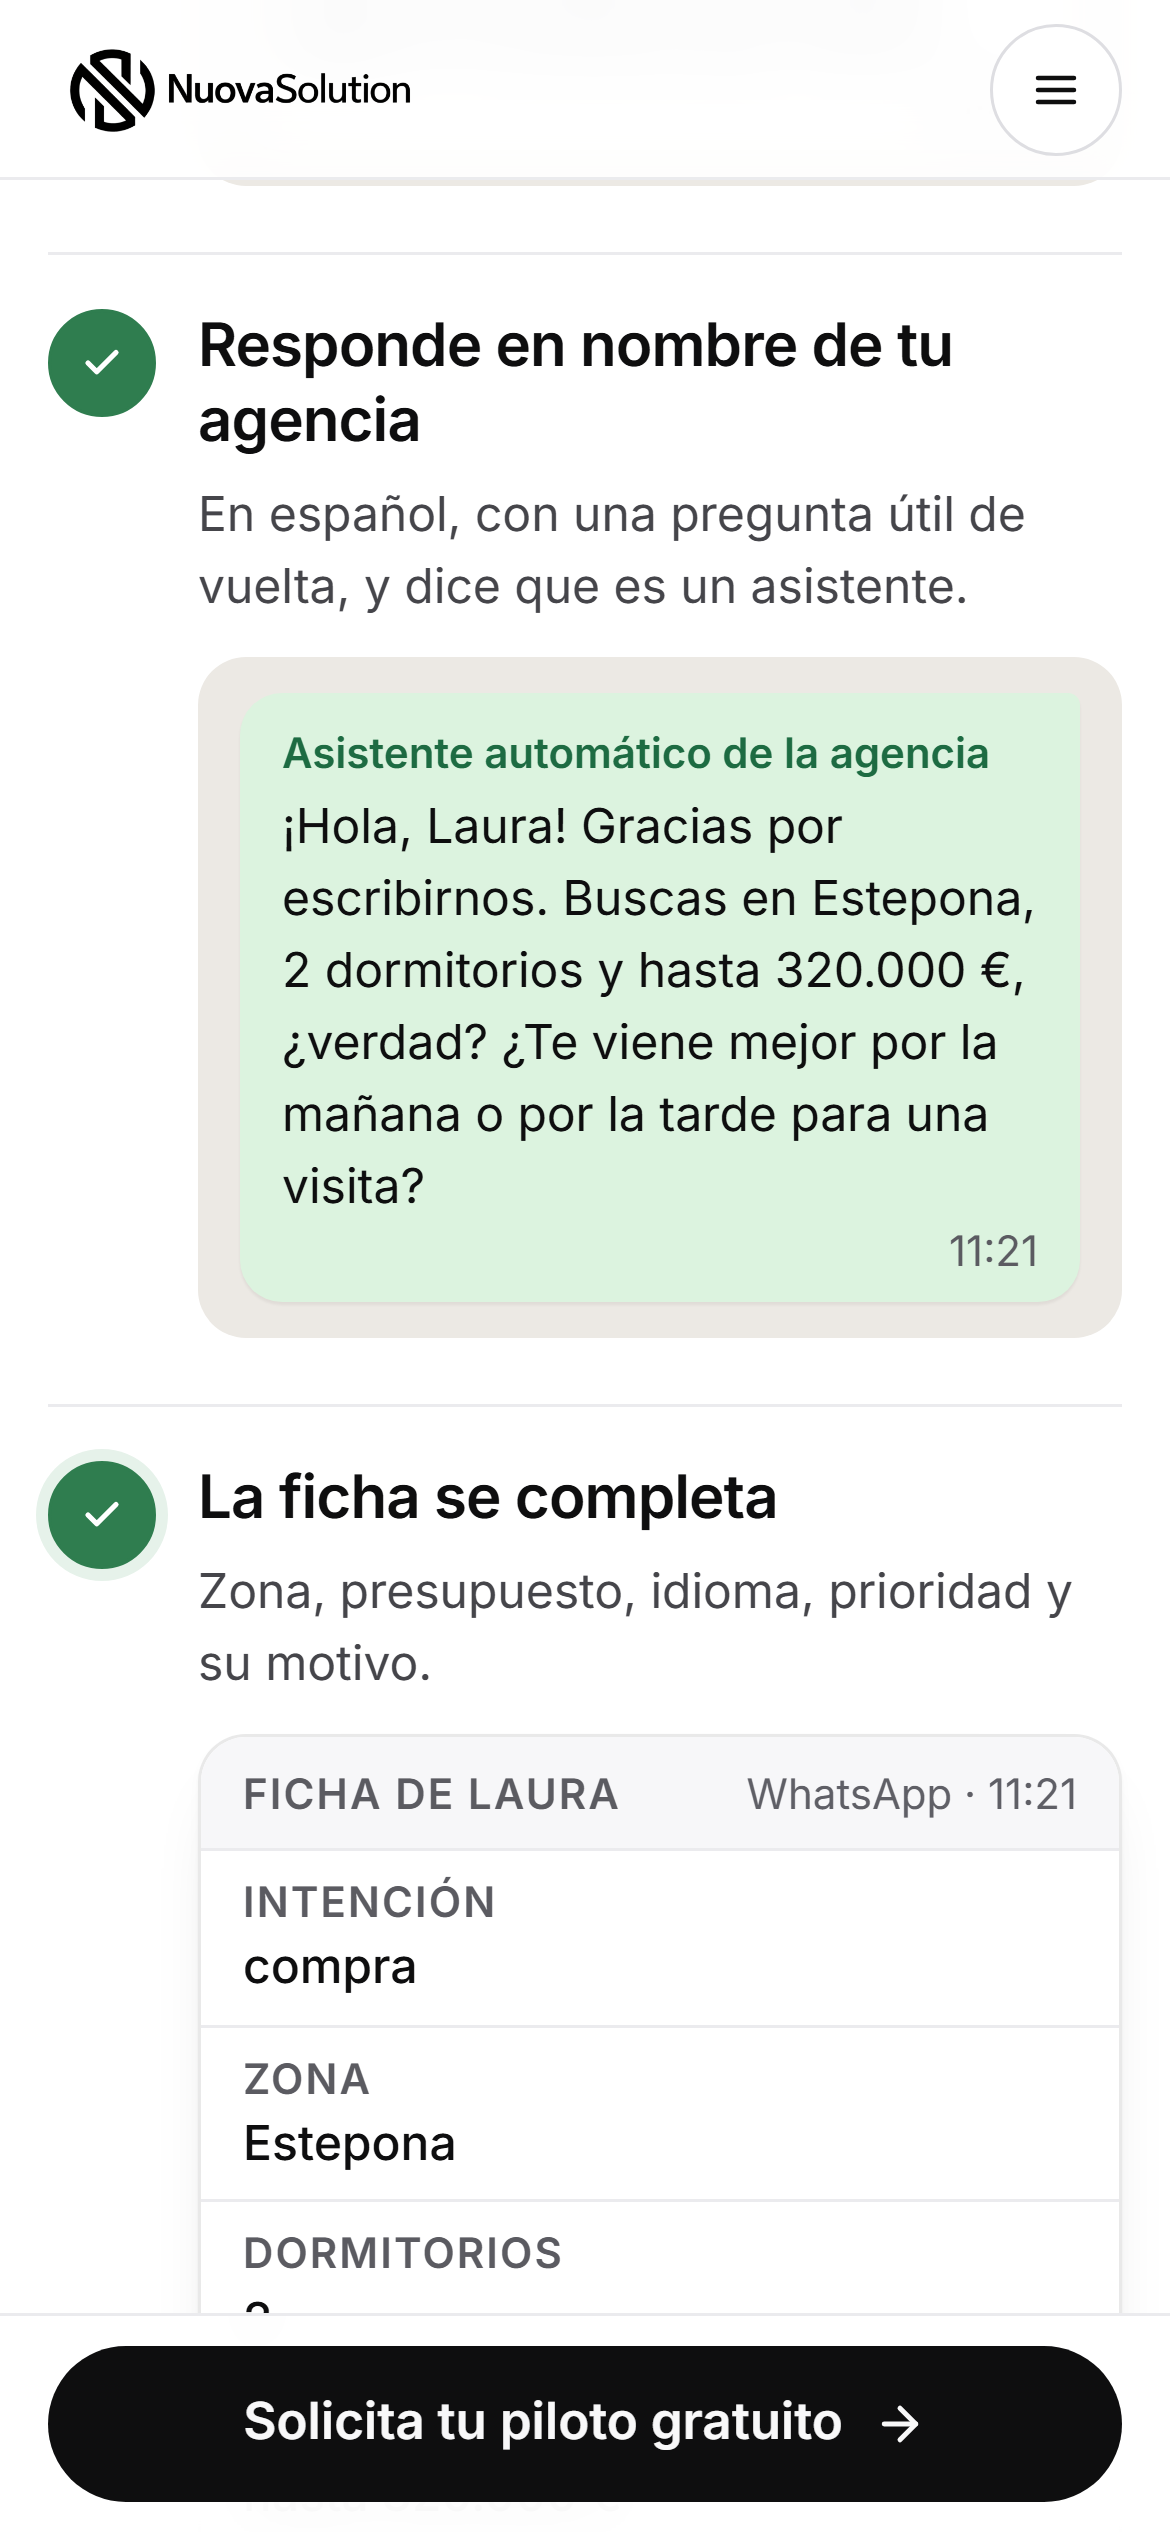 NuovaSolution
Responde en nombre de tu
agencia
En español, con una pregunta útil de
vuelta, y dice que es un asistente.
Asistente automático de la agencia
¡Hola, Laura! Gracias por
escribirnos. Buscas en Estepona,
2 dormitorios y hasta 320.000 €,
¿verdad? ¿Te viene mejor por la
mañana o por la tarde para una
visita?
11:21
La ficha se completa
Zona, presupuesto, idioma, prioridad y
su motivo.
FICHA DE LAURA WhatsApp · 11:21
INTENCIÓN
compra
ZONA
Estepona
DORMITORIOS
Solicita tu piloto gratuito →